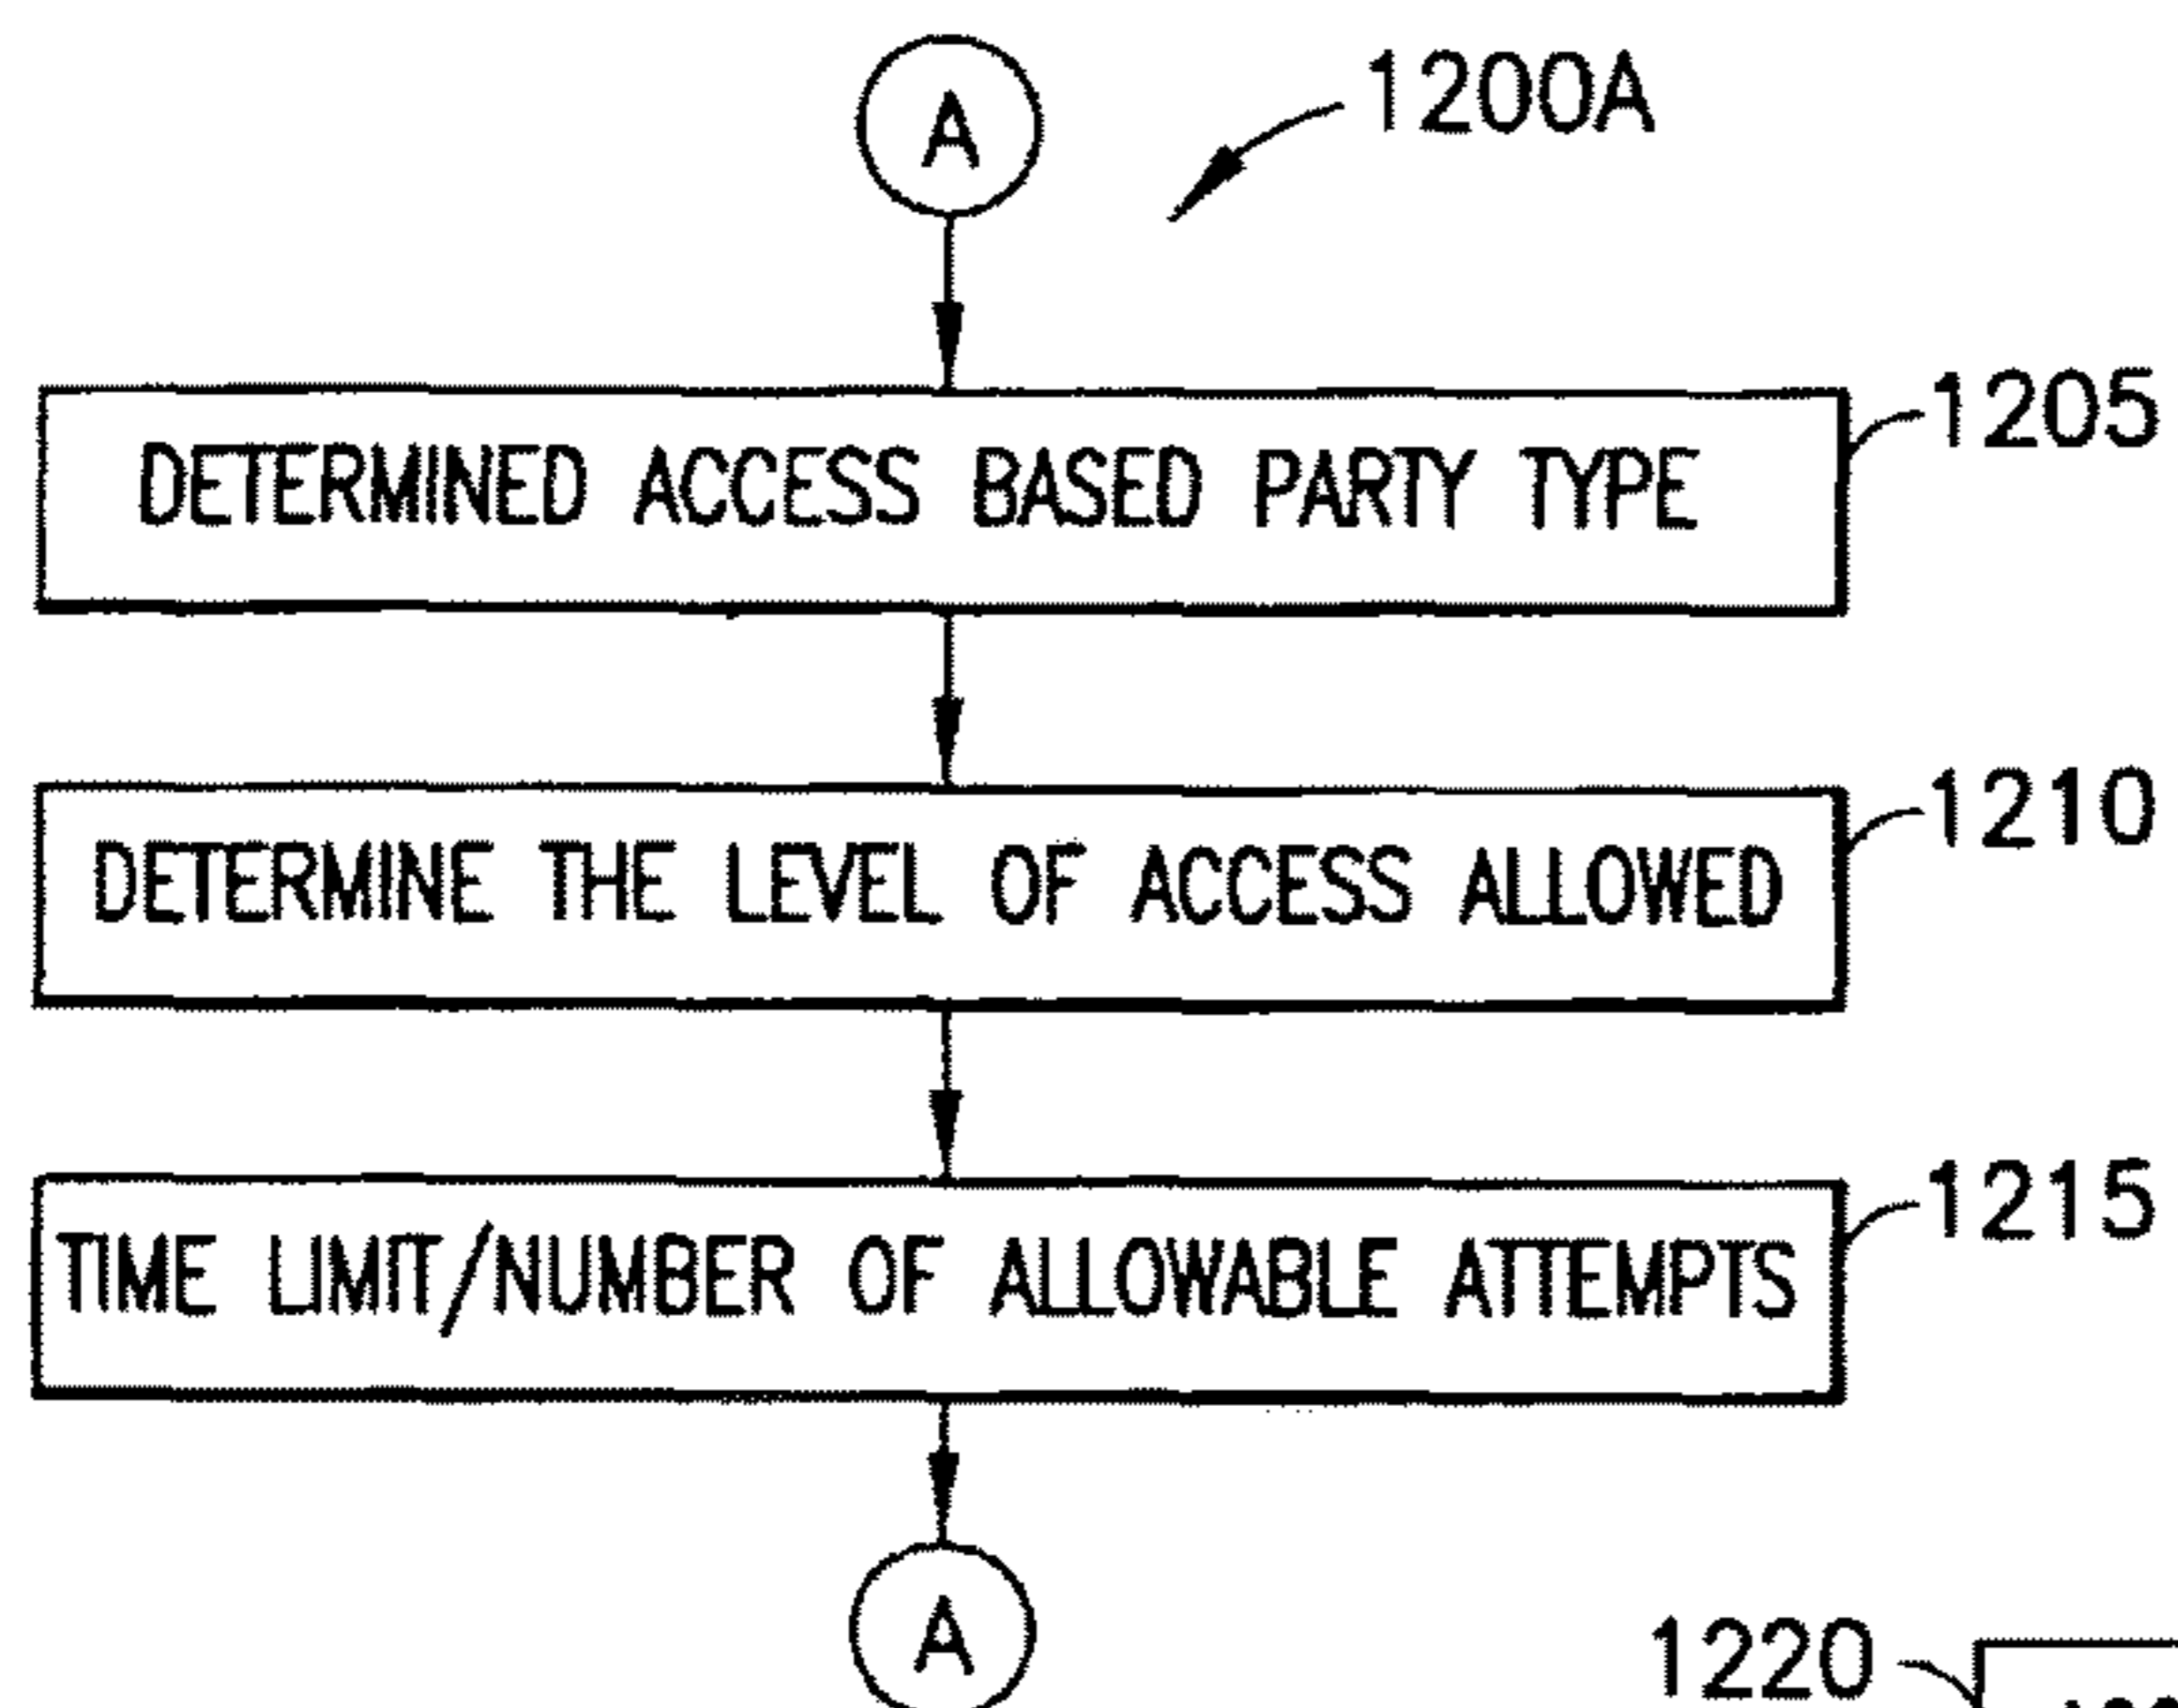 A
1200A
DETERMINED ACCESS BASED PARTY TYPE
1205
DETERMINE THE LEVEL OF ACCESS ALLOWED
1210
TIME LIMIT/NUMBER OF ALLOWABLE ATTEMPTS
1215
A
1220